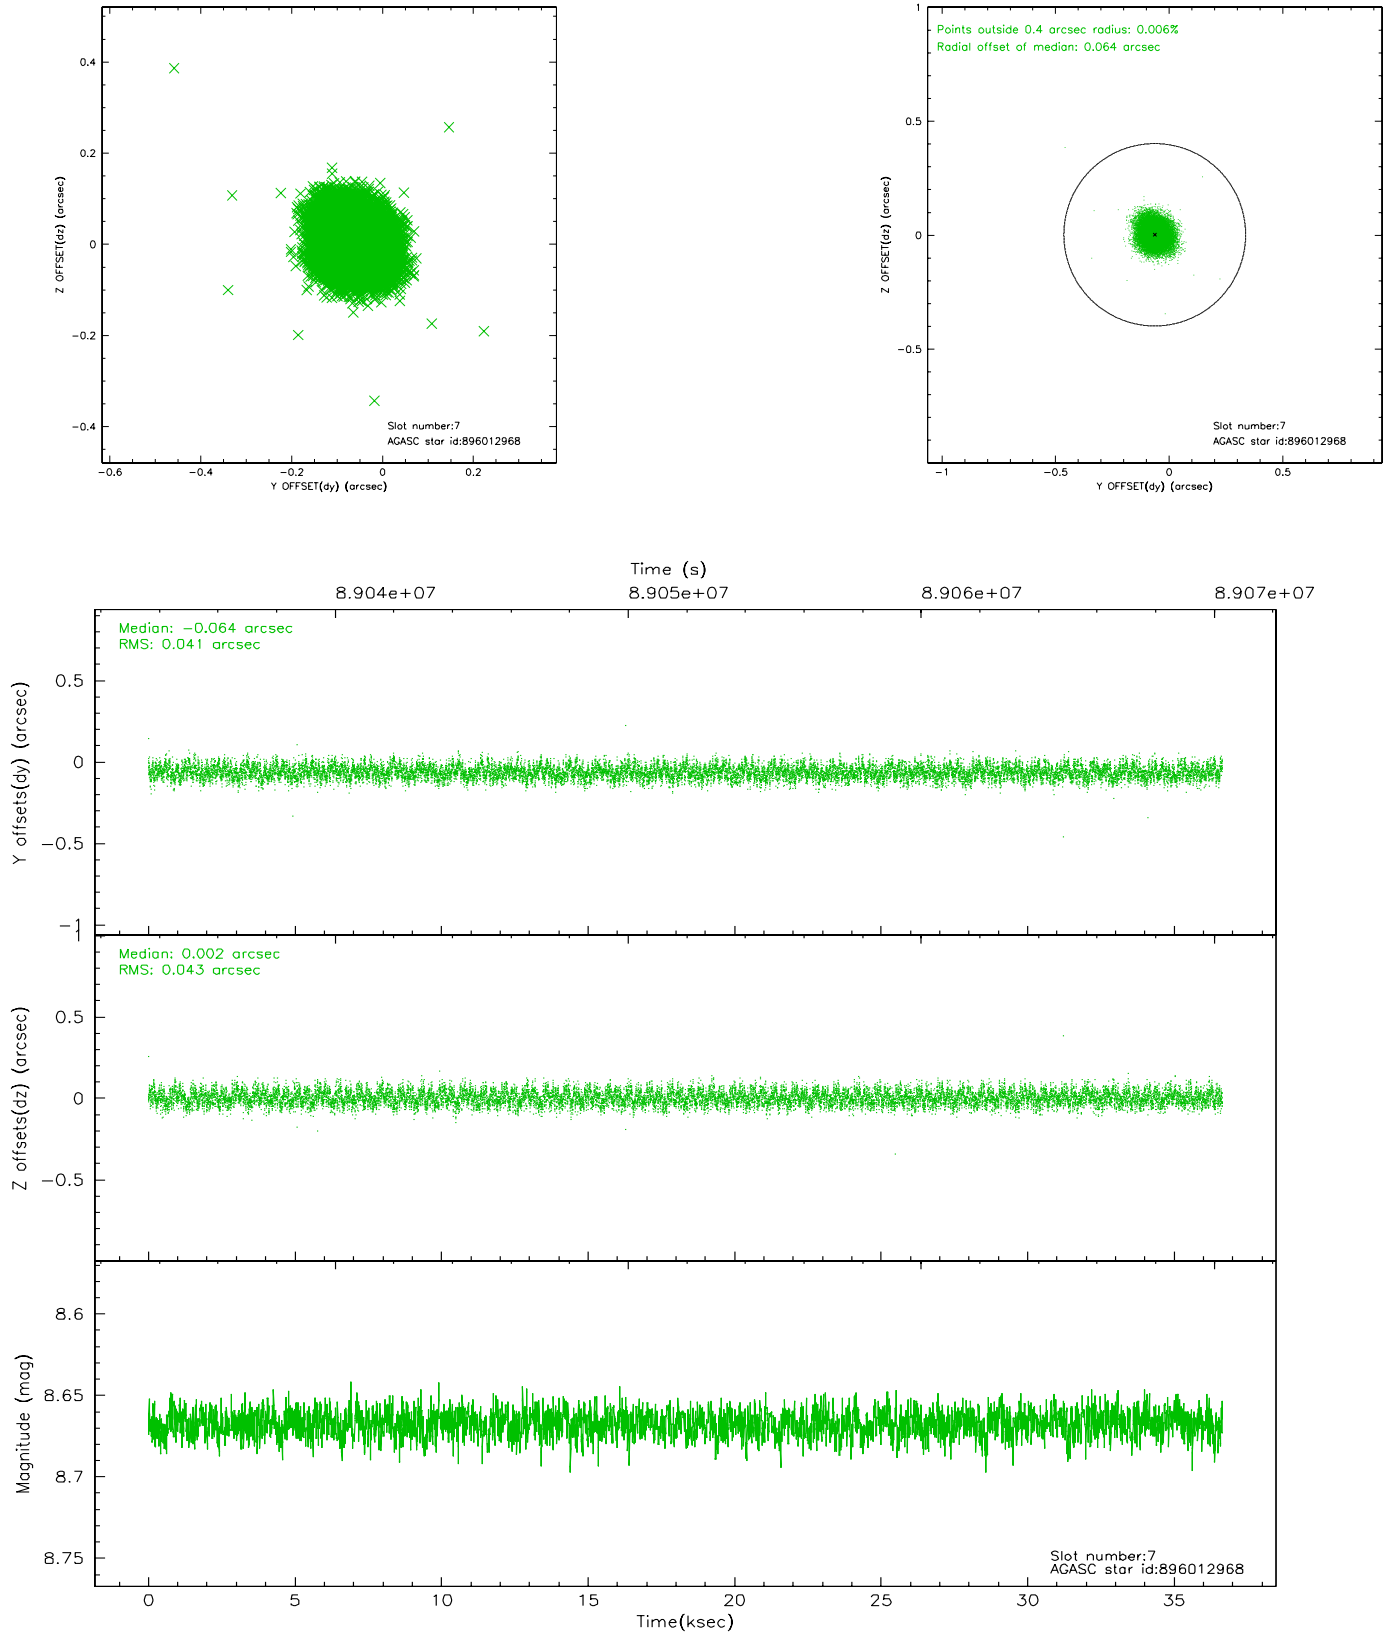 0.4
0.2
0
-0.2
-0.4
Z OFFSET(dz) (arcsec)
Slot number:7
AGASC star id:896012968
-0.6 -0.4 -0.2 0 0.2
Y OFFSET(dy) (arcsec)
1
0.5
0
-0.5
Z OFFSET(dz) (arcsec)
Points outside 0.4 arcsec radius: 0.006%
Radial offset of median: 0.064 arcsec
Slot number:7
AGASC star id:896012968
-1 -0.5 0 0.5
Y OFFSET(dy) (arcsec)
Time (s)
8.904e+07 8.905e+07 8.906e+07 8.907e+07
Median: -0.064 arcsec
RMS: 0.041 arcsec
0.5
0
-0.5
-1
Y offsets(dy) (arcsec)
1
Median: 0.002 arcsec
RMS: 0.043 arcsec
0.5
0
-0.5
Z offsets(dz) (arcsec)
8.6
8.65
8.7
8.75
Magnitude (mag)
Slot number:7
AGASC star id:896012968
0 5 10 15 20 25 30 35
Time(ksec)